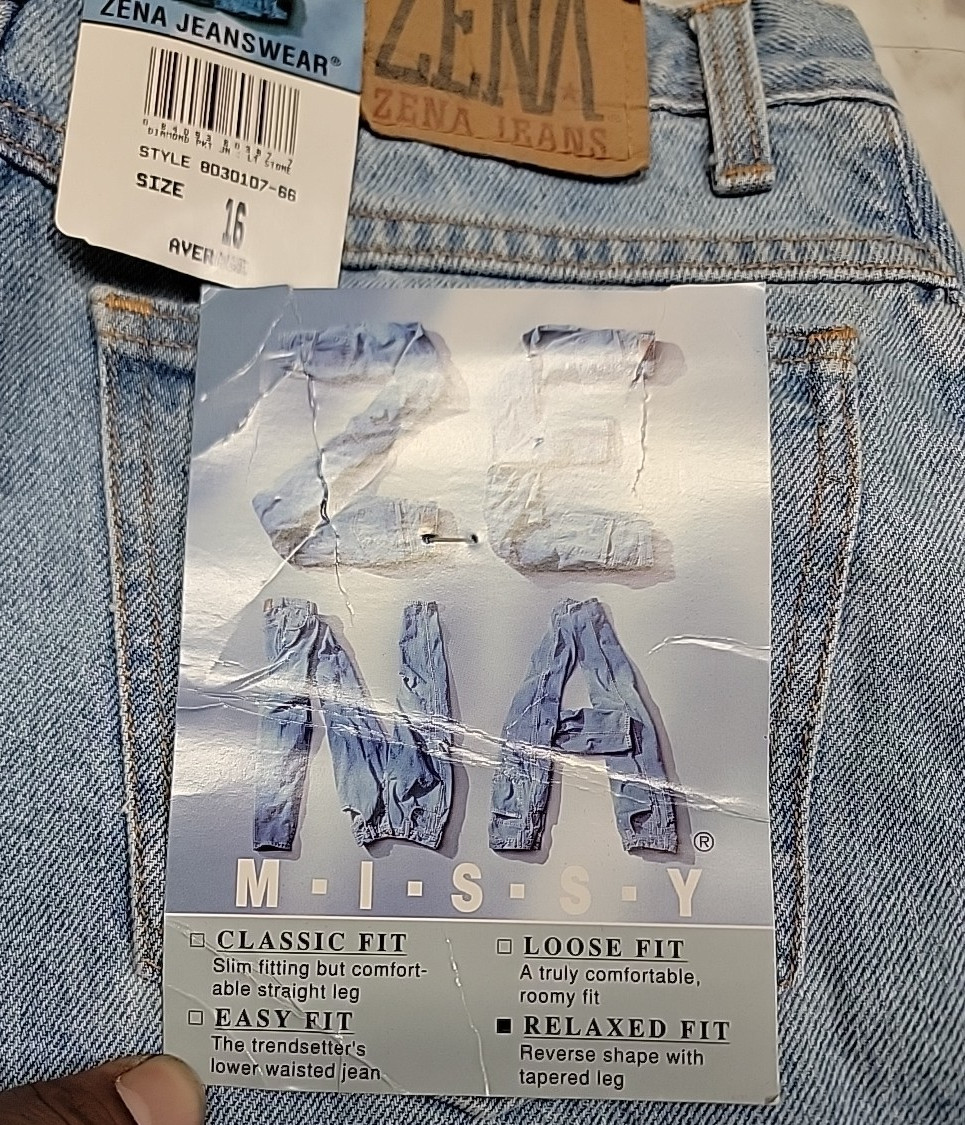 ZENA JEANSWEAR®
STYLE 8030107-66
SIZE
16
AVERAGE
ZENA
ZENA JEANS
ZE
NA®
M·I·S·S·Y
□ CLASSIC FIT
Slim fitting but comfort-
able straight leg
□ EASY FIT
The trendsetter's
lower waisted jean
□ LOOSE FIT
A truly comfortable,
roomy fit
■ RELAXED FIT
Reverse shape with
tapered leg